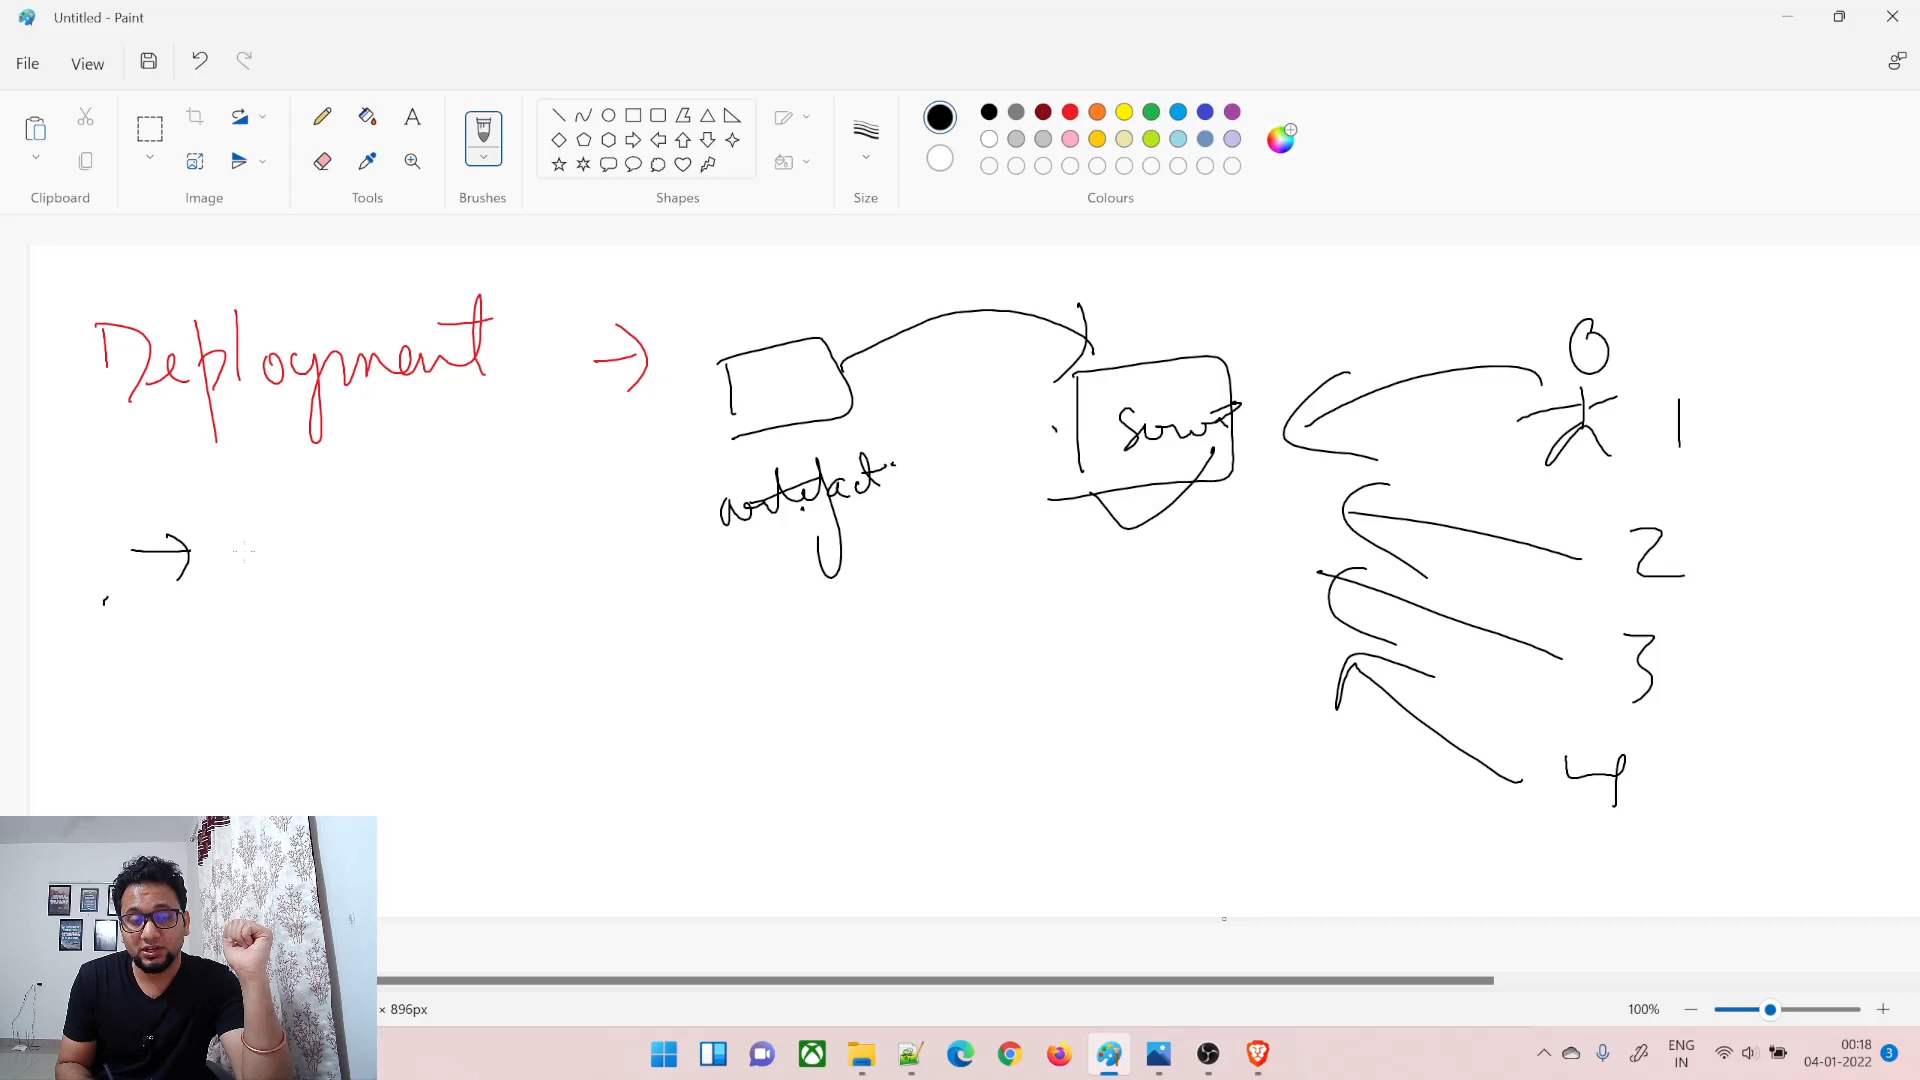 Untitled - Paint
File
View
Clipboard
Image
Tools
Brushes
Shapes
Size
Colours
Deployment →
artifact
1
2
3
4
→
× 896px
100%
ENG
IN
00:18
04-01-2022
3